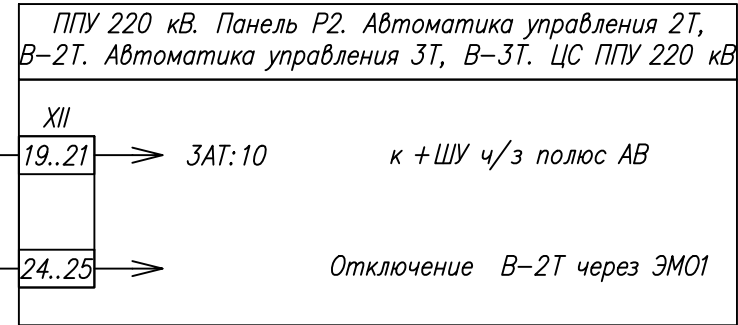 ППУ 220 кВ. Панель Р2. Автоматика управления 2Т,
В-2Т. Автоматика управления 3Т, В-3Т. ЦС ППУ 220 кВ
XII
19..21 3АТ:10 к +ШУ ч/з полюс АВ
24..25 Отключение В-2Т через ЭМО1